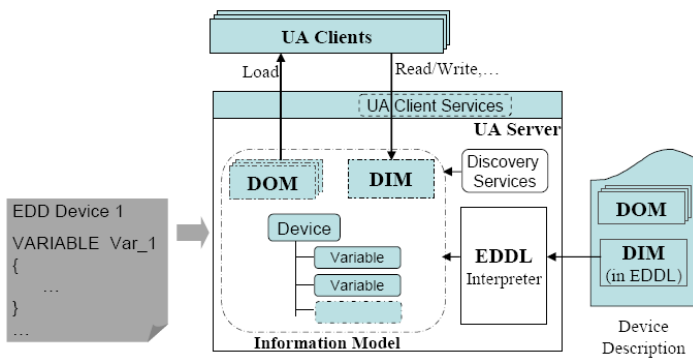 UA Clients
Load
Read/Write,...
UA Client Services
UA Server
DOM
DIM
Discovery
Services
Device
Variable
Variable
Information Model
EDDL
Interpreter
EDD Device 1
VARIABLE Var_1
{
...
}
...
DOM
DIM
(in EDDL)
Device
Description